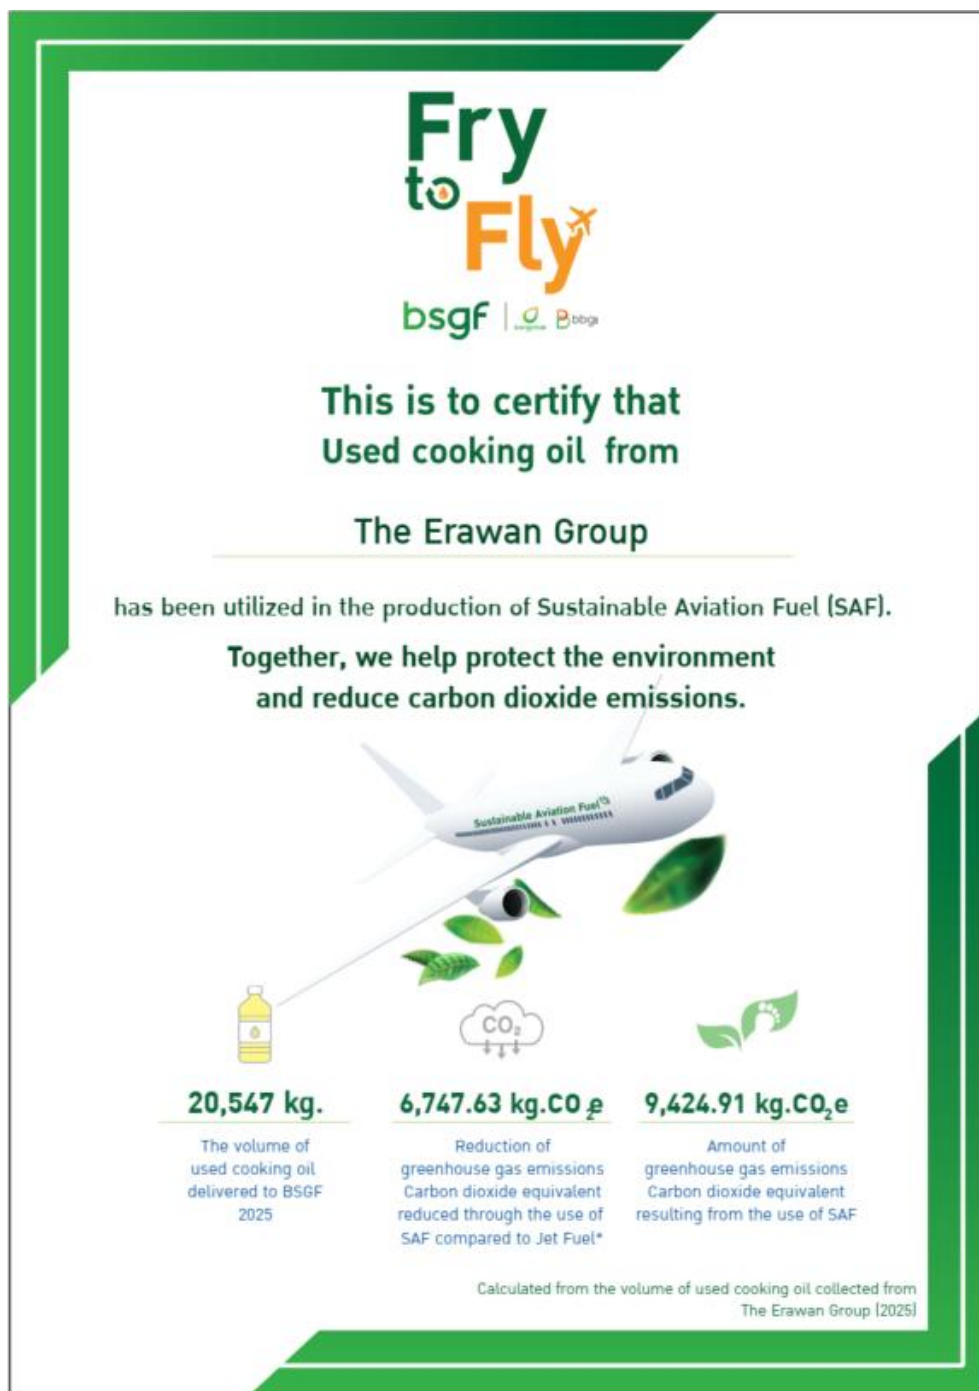 Fry
to
Fly
bsgf
bbgi
This is to certify that
Used cooking oil from
The Erawan Group
has been utilized in the production of Sustainable Aviation Fuel (SAF).
Together, we help protect the environment
and reduce carbon dioxide emissions.
Sustainable Aviation Fuel
CO₂
20,547 kg.
The volume of
used cooking oil
delivered to BSGF
2025
6,747.63 kg.CO₂e
Reduction of
greenhouse gas emissions
Carbon dioxide equivalent
reduced through the use of
SAF compared to Jet Fuel*
9,424.91 kg.CO₂e
Amount of
greenhouse gas emissions
Carbon dioxide equivalent
resulting from the use of SAF
Calculated from the volume of used cooking oil collected from
The Erawan Group (2025)